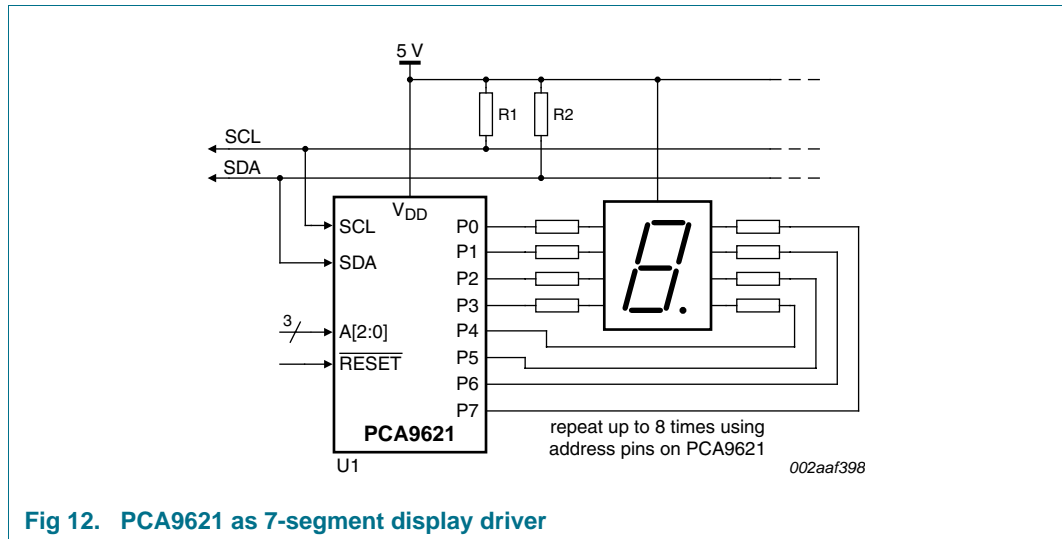 5 V
R1 R2
SCL
SDA
VDD
SCL P0
P1
SDA P2
P3
3
A[2:0] P4
RESET P5
P6
P7
PCA9621
U1
repeat up to 8 times using
address pins on PCA9621
002aaf398
Fig 12. PCA9621 as 7-segment display driver